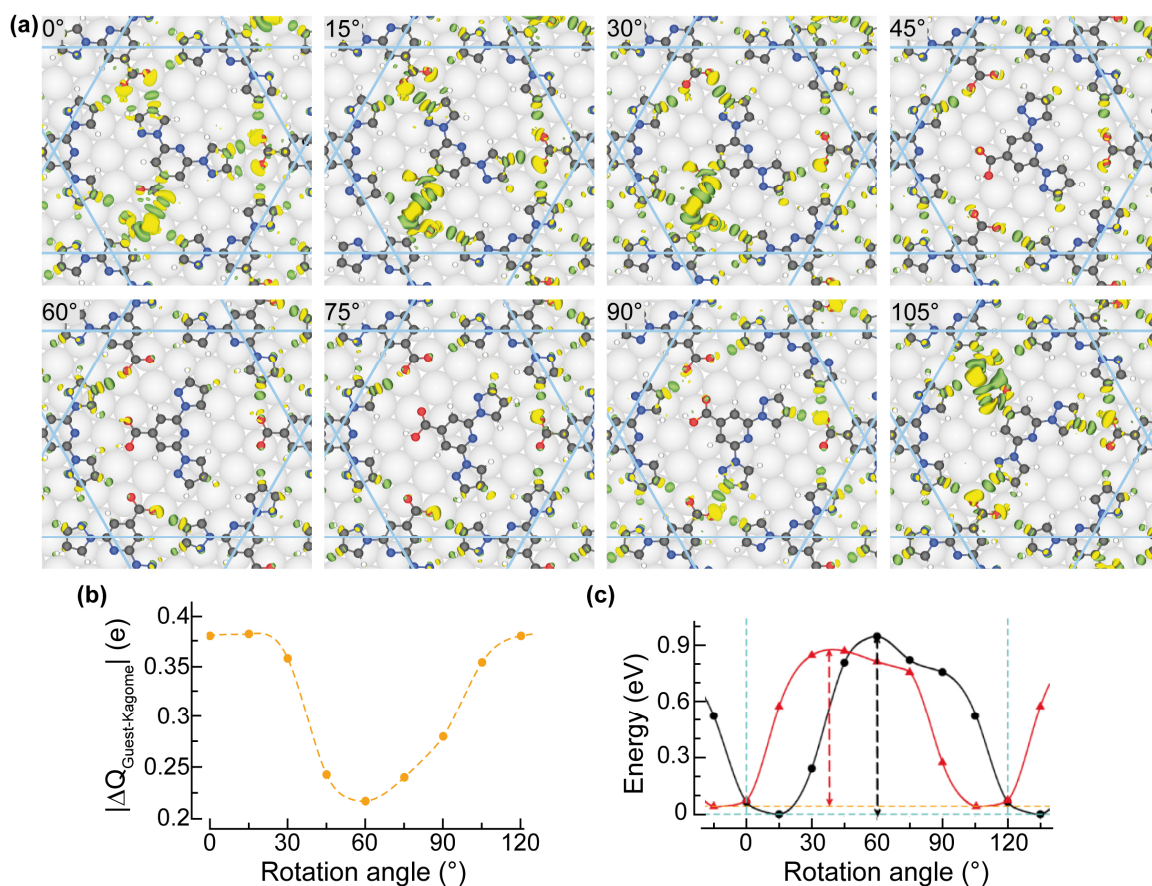 (a)
0° 15° 30° 45°
60° 75° 90° 105°
(b)
|ΔQGuest-Kagome| (e)
0.4
0.35
0.3
0.25
0.2
0 30 60 90 120
Rotation angle (°)
(c)
Energy (eV)
0.9
0.6
0.3
0
0 30 60 90 120
Rotation angle (°)